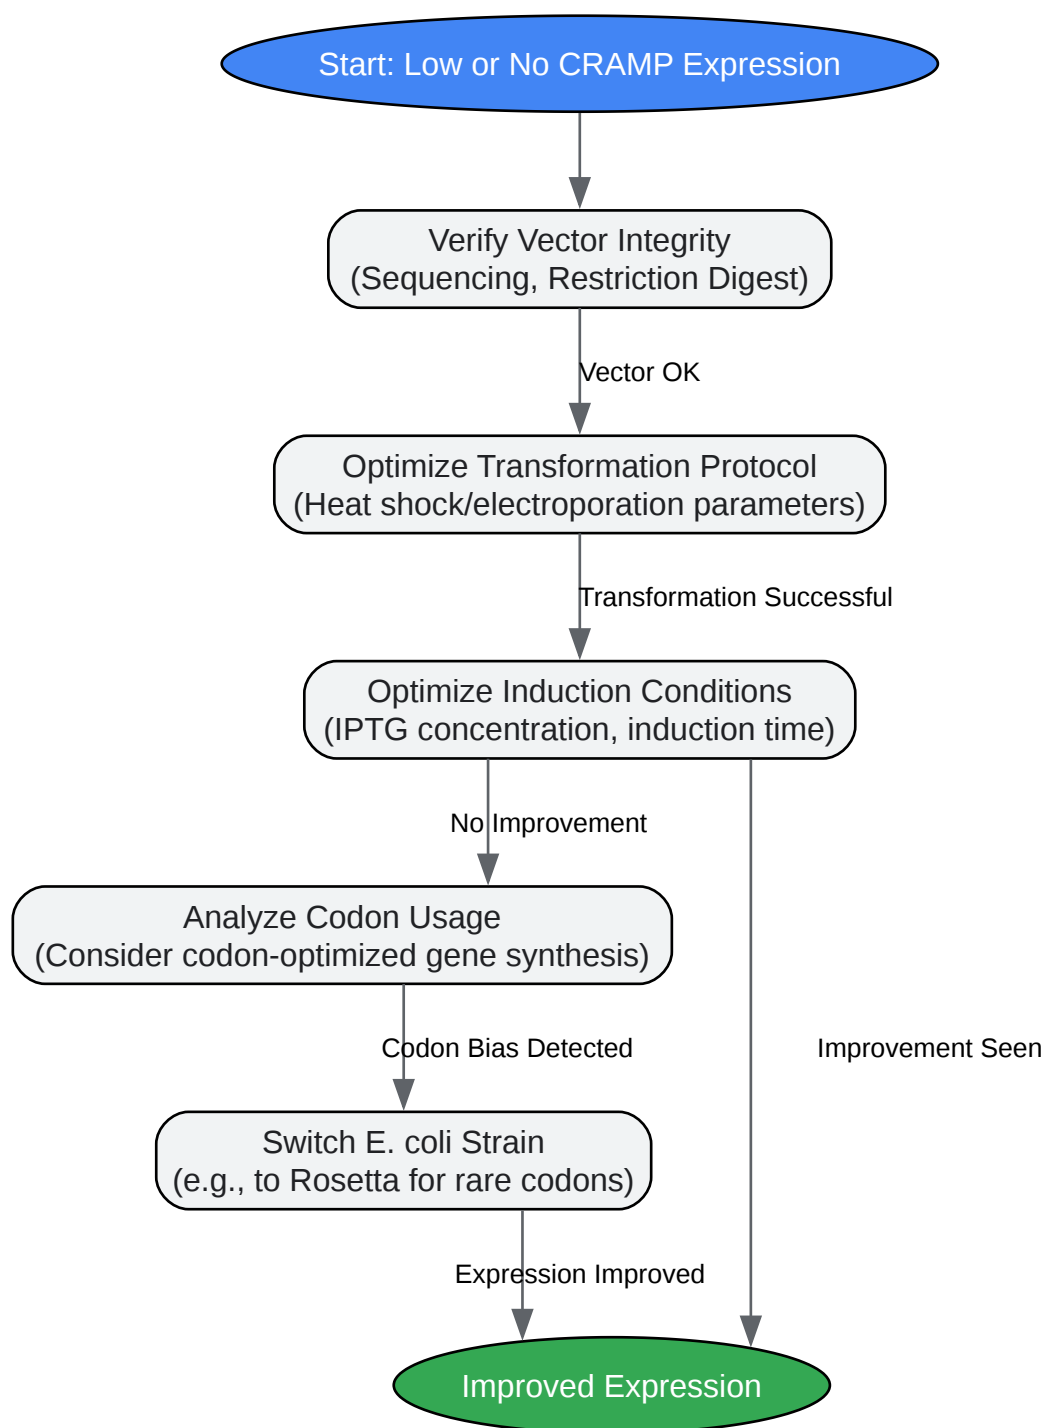 Start: Low or No CRAMP Expression
Verify Vector Integrity
(Sequencing, Restriction Digest)
Vector OK
Optimize Transformation Protocol
(Heat shock/electroporation parameters)
Transformation Successful
Optimize Induction Conditions
(IPTG concentration, induction time)
No Improvement
Analyze Codon Usage
(Consider codon-optimized gene synthesis)
Codon Bias Detected
Improvement Seen
Switch E. coli Strain
(e.g., to Rosetta for rare codons)
Expression Improved
Improved Expression